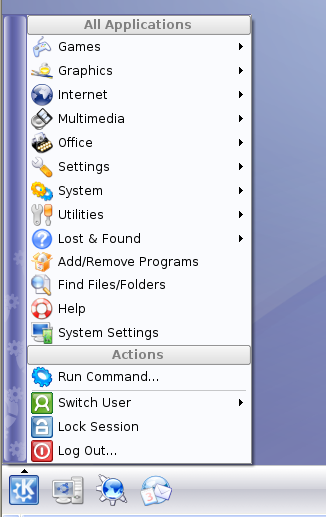 All Applications
Games
Graphics
Internet
Multimedia
Office
Settings
System
Utilities
Lost & Found
Add/Remove Programs
Find Files/Folders
Help
System Settings
Actions
Run Command...
Switch User
Lock Session
Log Out...
K
3